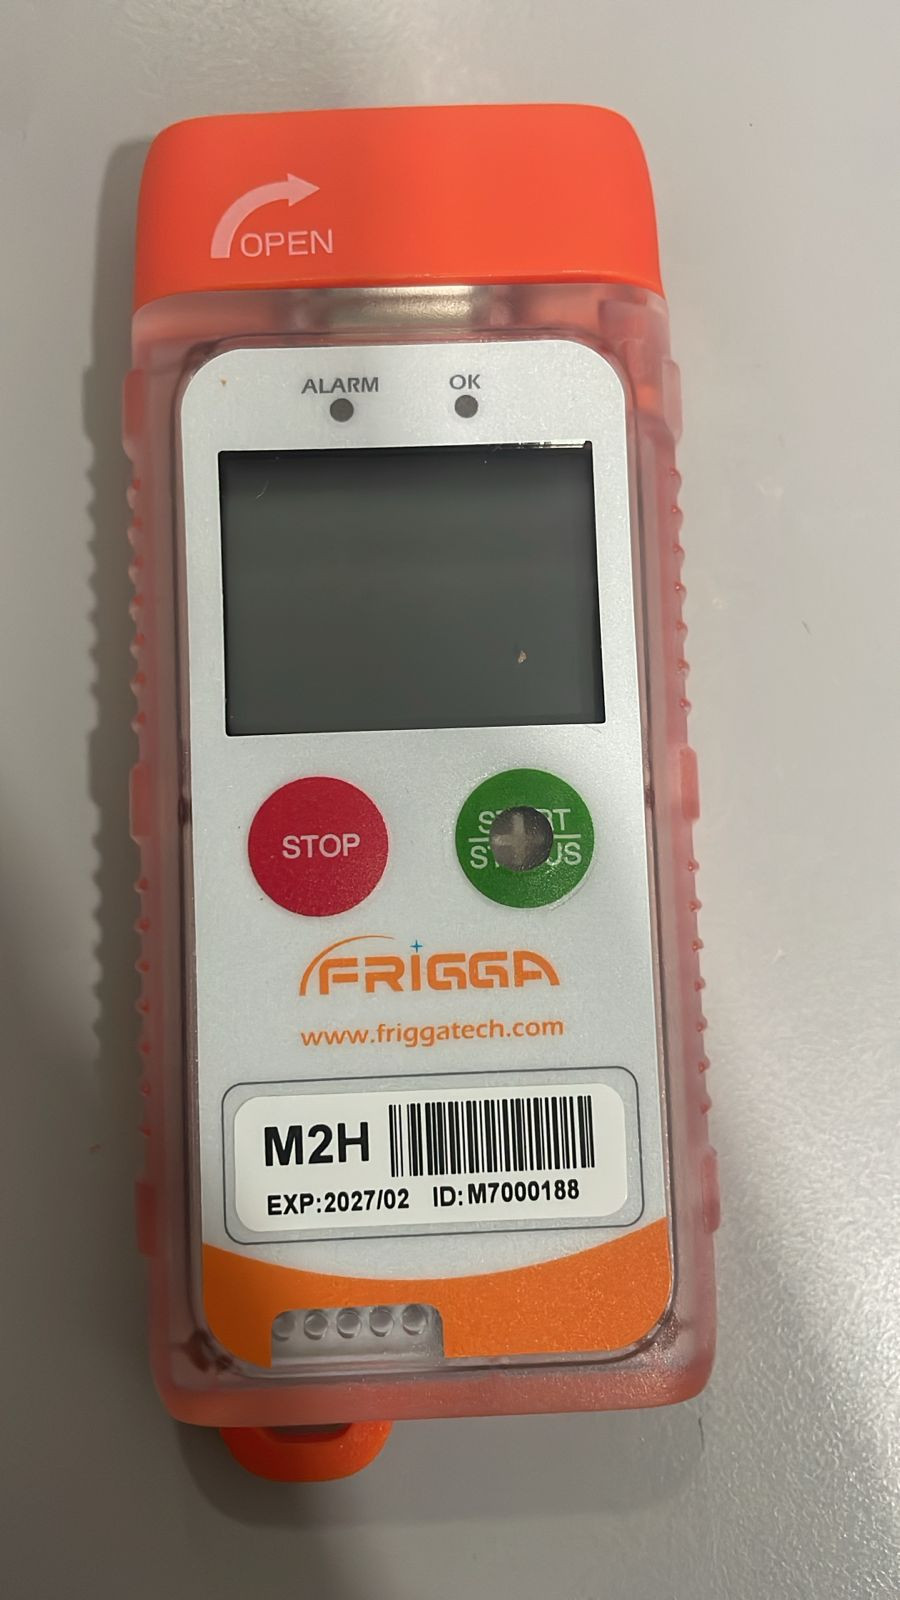 OPEN
ALARM OK
STOP
START
STATUS
FRIGGA
www.friggatech.com
M2H
EXP:2027/02 ID:M7000188